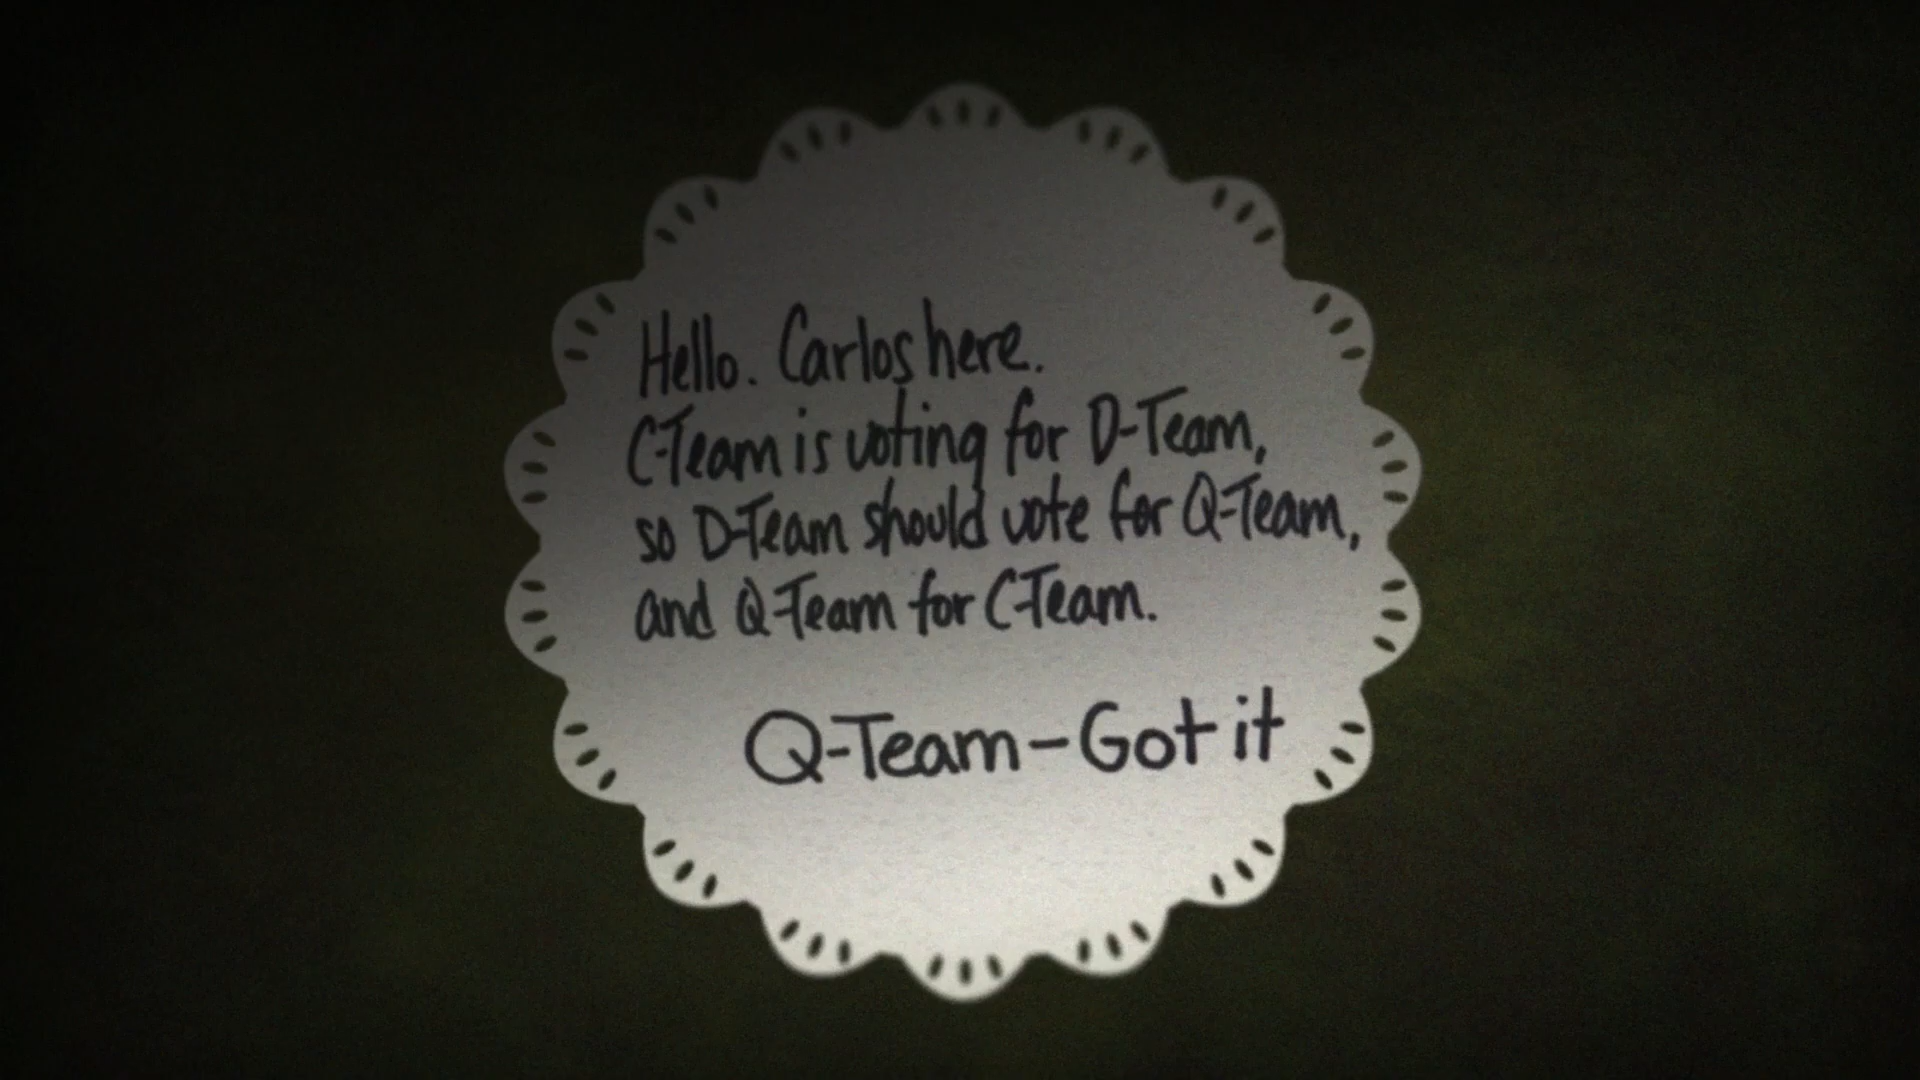 Hello. Carlos here.
C-Team is voting for D-Team,
so D-Team should vote for Q-Team,
and Q-Team for C-Team.
Q-Team-Got it